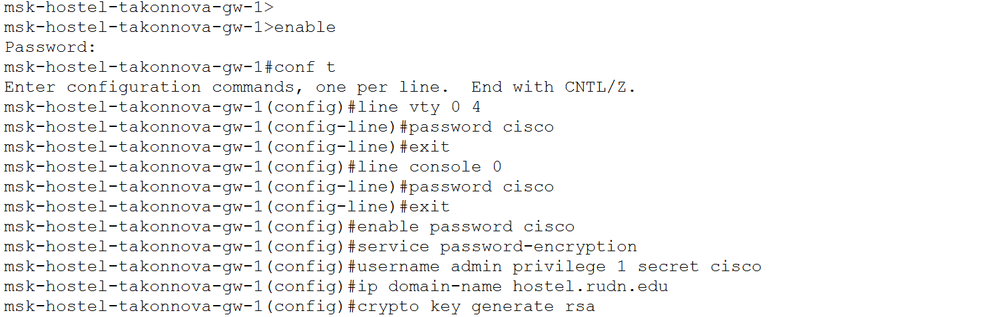 msk-hostel-takonnova-gw-1>
msk-hostel-takonnova-gw-1>enable
Password:
msk-hostel-takonnova-gw-1#conf t
Enter configuration commands, one per line.  End with CNTL/Z.
msk-hostel-takonnova-gw-1(config)#line vty 0 4
msk-hostel-takonnova-gw-1(config-line)#password cisco
msk-hostel-takonnova-gw-1(config-line)#exit
msk-hostel-takonnova-gw-1(config)#line console 0
msk-hostel-takonnova-gw-1(config-line)#password cisco
msk-hostel-takonnova-gw-1(config-line)#exit
msk-hostel-takonnova-gw-1(config)#enable password cisco
msk-hostel-takonnova-gw-1(config)#service password-encryption
msk-hostel-takonnova-gw-1(config)#username admin privilege 1 secret cisco
msk-hostel-takonnova-gw-1(config)#ip domain-name hostel.rudn.edu
msk-hostel-takonnova-gw-1(config)#crypto key generate rsa